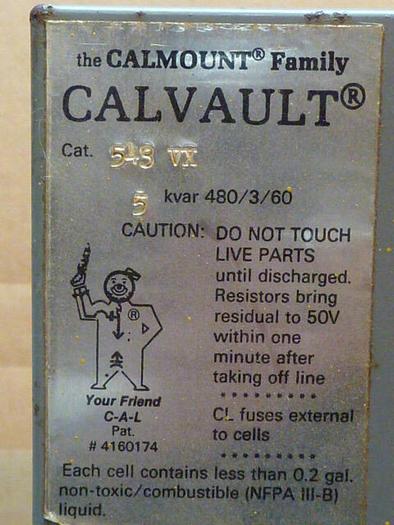 the CALMOUNT® Family
CALVAULT®
Cat. 543 VX
5 kvar 480/3/60
CAUTION: DO NOT TOUCH
LIVE PARTS
until discharged.
Resistors bring
residual to 50V
within one
minute after
taking off line
* * * * * * * * *
CL fuses external
to cells
* * * * * * * * *
®
Your Friend
C-A-L
Pat.
# 4160174
Each cell contains less than 0.2 gal.
non-toxic/combustible (NFPA III-B)
liquid.